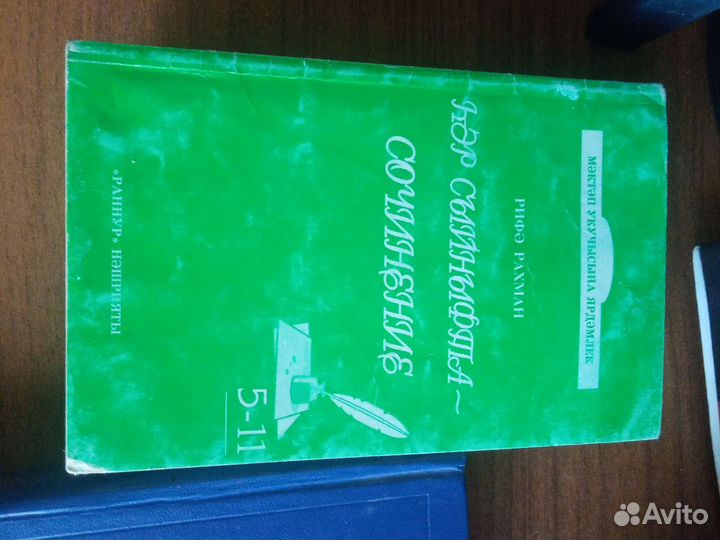 МӘКТӘП УКУЧЫСЫНА ЯРДӘМЛЕК
РИФӘ РАХМАН
ҺӘР СЫЙНЫФТА ~
СОЧИНЕНИЕ
5-11
«РАННУР» НӘШРИЯТЫ
Avito